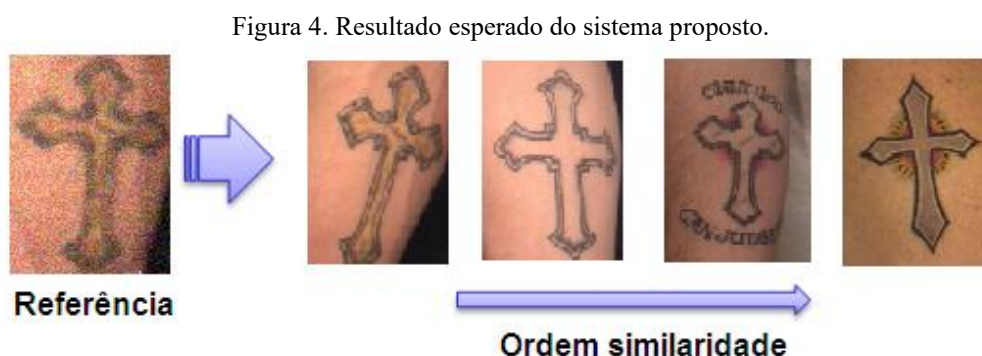 Figura 4. Resultado esperado do sistema proposto.
Referência
Ordem similaridade